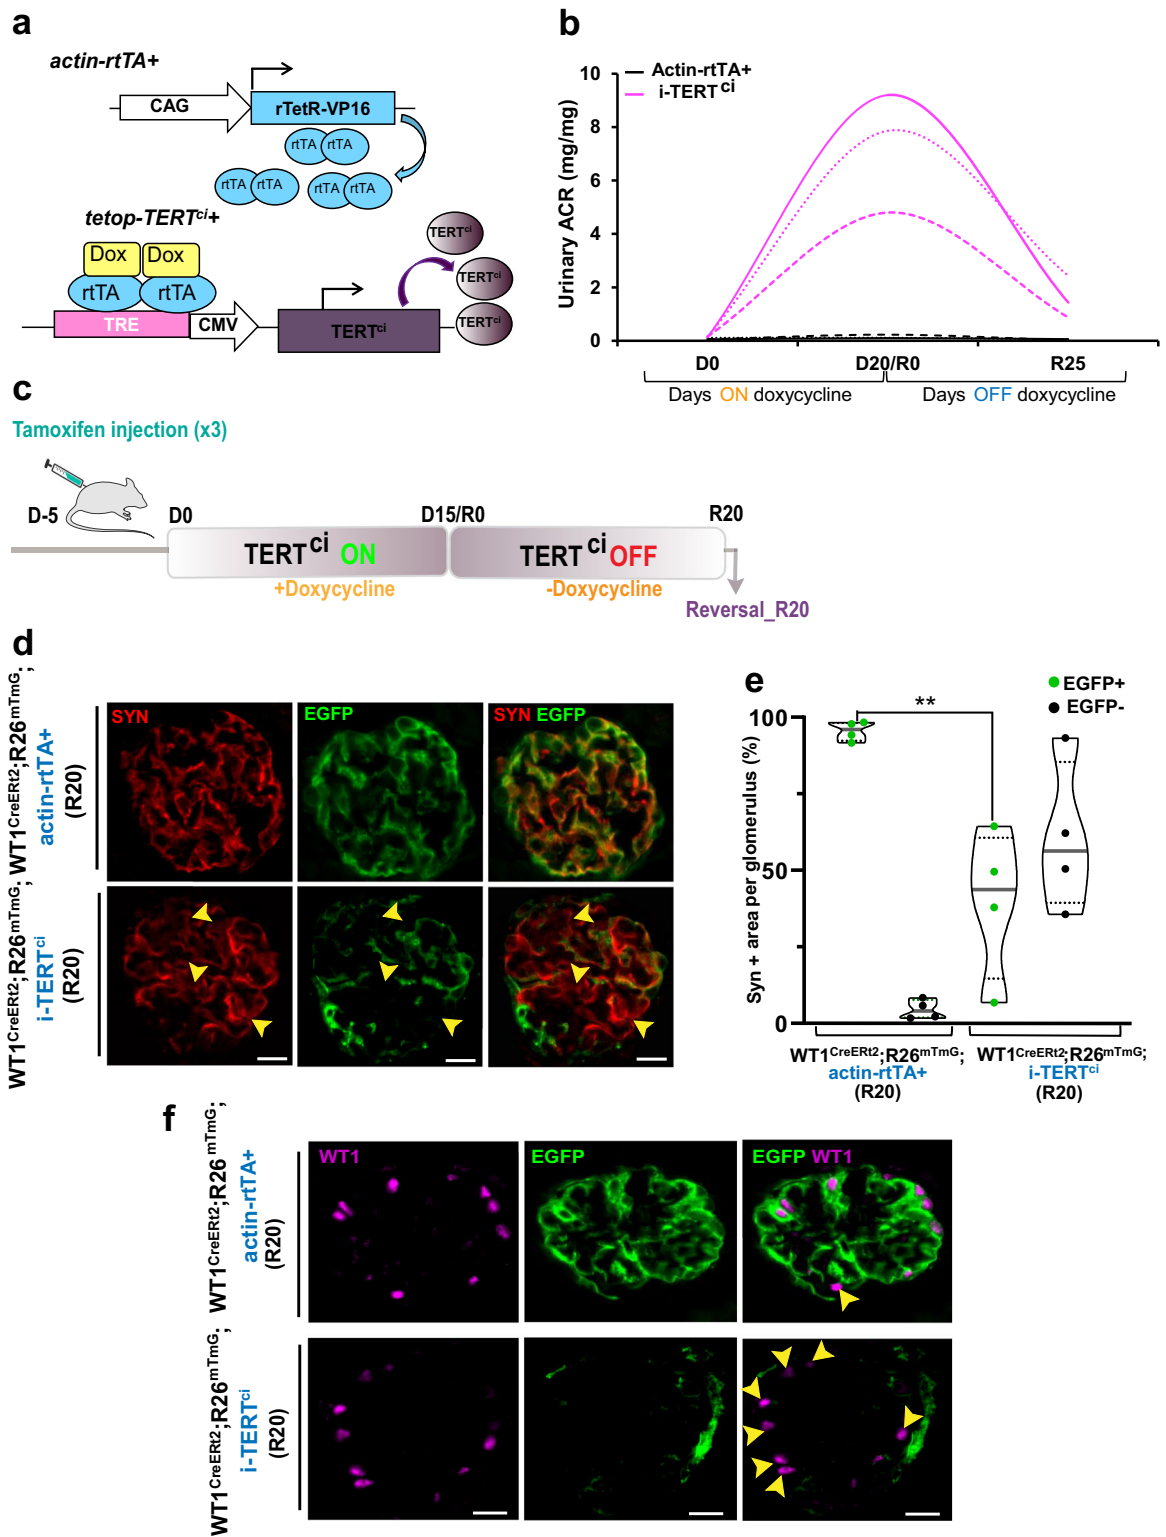 a
actin-rtTA+
CAG
rTetR-VP16
rtTA rtTA
rtTA rtTA
rtTA rtTA
tetop-TERTci+
Dox Dox
rtTA rtTA
TRE
CMV
TERTci
TERTci
TERTci
TERTci
b
Actin-rtTA+
i-TERTci
Urinary ACR (mg/mg)
10
8
6
4
2
0
D0 D20/R0 R25
Days ON doxycycline Days OFF doxycycline
c
Tamoxifen injection (x3)
D-5 D0 D15/R0 R20
TERTci ON TERTci OFF
+Doxycycline -Doxycycline
Reversal_R20
d
WT1CreERt2;R26mTmG;
actin-rtTA+
(R20)
SYN EGFP SYN EGFP
WT1CreERt2;R26mTmG;
i-TERTci
(R20)
e
EGFP+
EGFP-
**
Syn + area per glomerulus (%)
100
50
0
WT1CreERt2;R26mTmG; WT1CreERt2;R26mTmG;
actin-rtTA+ i-TERTci
(R20) (R20)
f
WT1CreERt2;R26mTmG;
actin-rtTA+
(R20)
WT1 EGFP EGFP WT1
WT1CreERt2;R26mTmG;
i-TERTci
(R20)